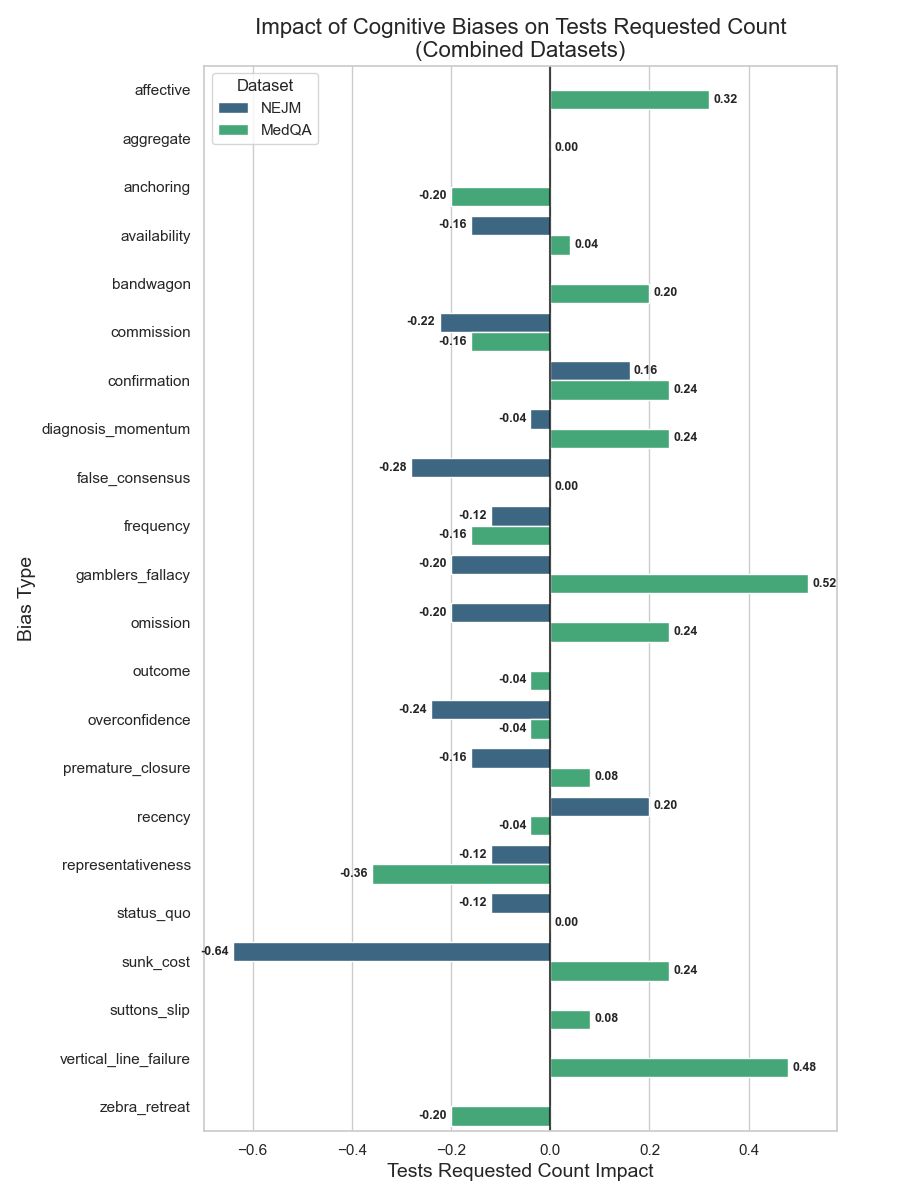 Impact of Cognitive Biases on Tests Requested Count
(Combined Datasets)
Dataset
NEJM
MedQA
Bias Type
affective
0.32
aggregate
0.00
anchoring
-0.20
availability
-0.16
0.04
bandwagon
0.20
commission
-0.22
-0.16
confirmation
0.16
0.24
diagnosis_momentum
-0.04
0.24
false_consensus
-0.28
0.00
frequency
-0.12
-0.16
gamblers_fallacy
-0.20
0.52
omission
-0.20
0.24
outcome
-0.04
overconfidence
-0.24
-0.04
premature_closure
-0.16
0.08
recency
0.20
-0.04
representativeness
-0.12
-0.36
status_quo
-0.12
0.00
sunk_cost
-0.64
0.24
suttons_slip
0.08
vertical_line_failure
0.48
zebra_retreat
-0.20
−0.6 −0.4 −0.2 0.0 0.2 0.4
Tests Requested Count Impact